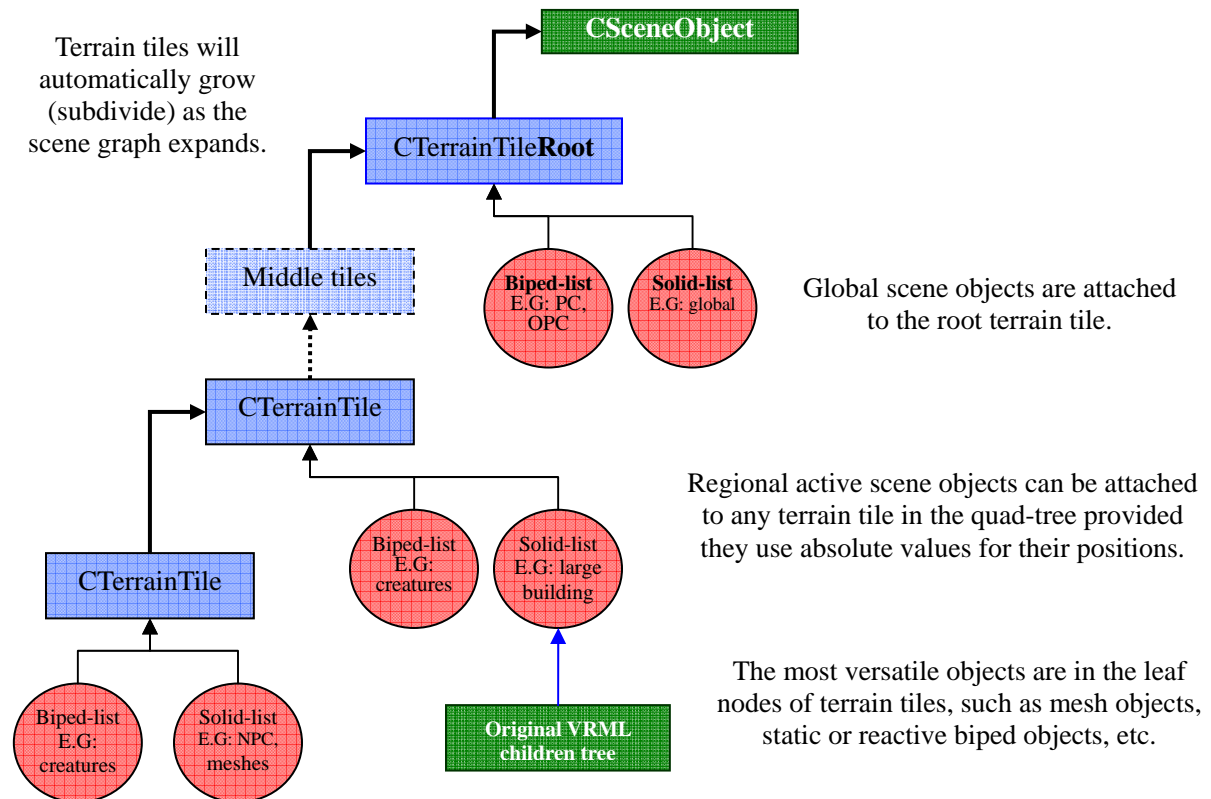 CSceneObject
Terrain tiles will
automatically grow
(subdivide) as the
scene graph expands.
CTerrainTileRoot
Middle tiles
Biped-list
E.G: PC,
OPC
Solid-list
E.G: global
Global scene objects are attached
to the root terrain tile.
CTerrainTile
Biped-list
E.G:
creatures
Solid-list
E.G: large
building
Regional active scene objects can be attached
to any terrain tile in the quad-tree provided
they use absolute values for their positions.
CTerrainTile
Biped-list
E.G:
creatures
Solid-list
E.G: NPC,
meshes
Original VRML
children tree
The most versatile objects are in the leaf
nodes of terrain tiles, such as mesh objects,
static or reactive biped objects, etc.